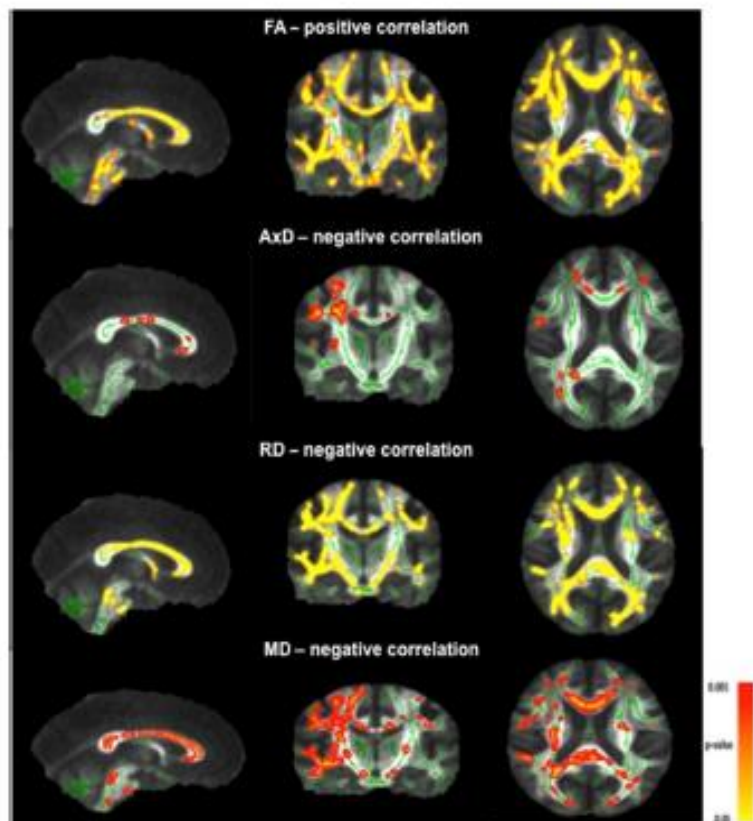 FA – positive correlation
AxD – negative correlation
RD – negative correlation
MD – negative correlation
0.001
p-value
0.05